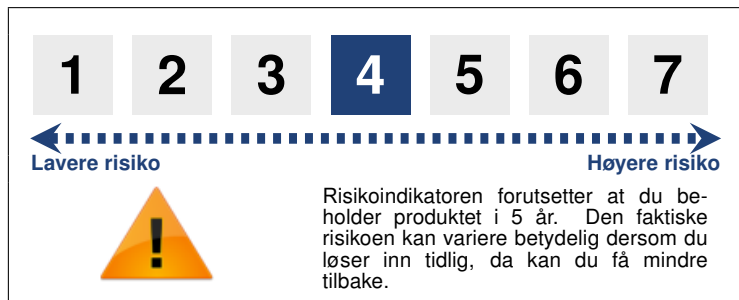 1 2 3 4 5 6 7
Lavere risiko Høyere risiko
!
Risikoindikatoren forutsetter at du be-
holder produktet i 5 år. Den faktiske
risikoen kan variere betydelig dersom du
løser inn tidlig, da kan du få mindre
tilbake.